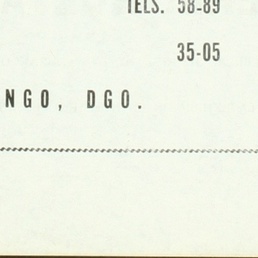 TELS. 58-89
35-05
NGO, DGO.